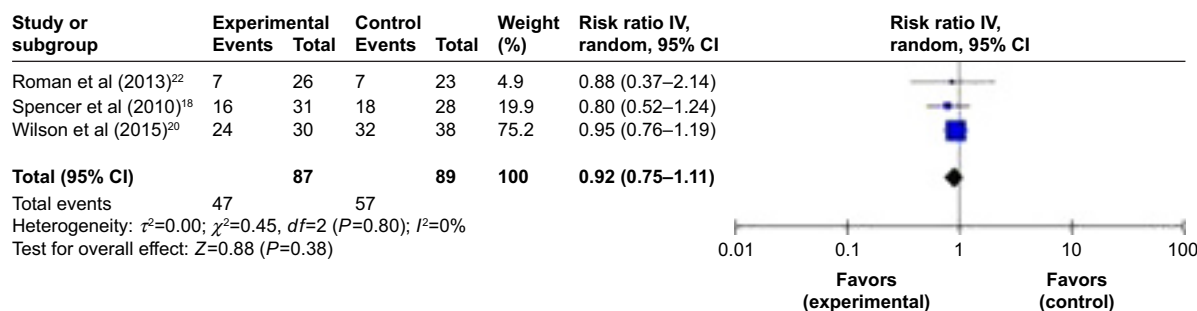 Study or Experimental Control Weight Risk ratio IV, Risk ratio IV,
subgroup Events Total Events Total (%) random, 95% CI random, 95% CI
Roman et al (2013)²² 7 26 7 23 4.9 0.88 (0.37–2.14)
Spencer et al (2010)¹⁸ 16 31 18 28 19.9 0.80 (0.52–1.24)
Wilson et al (2015)²⁰ 24 30 32 38 75.2 0.95 (0.76–1.19)
Total (95% CI) 87 89 100 0.92 (0.75–1.11)
Total events 47 57
Heterogeneity: τ²=0.00; χ²=0.45, df=2 (P=0.80); I²=0%
Test for overall effect: Z=0.88 (P=0.38)
0.01 0.1 1 10 100
Favors Favors
(experimental) (control)